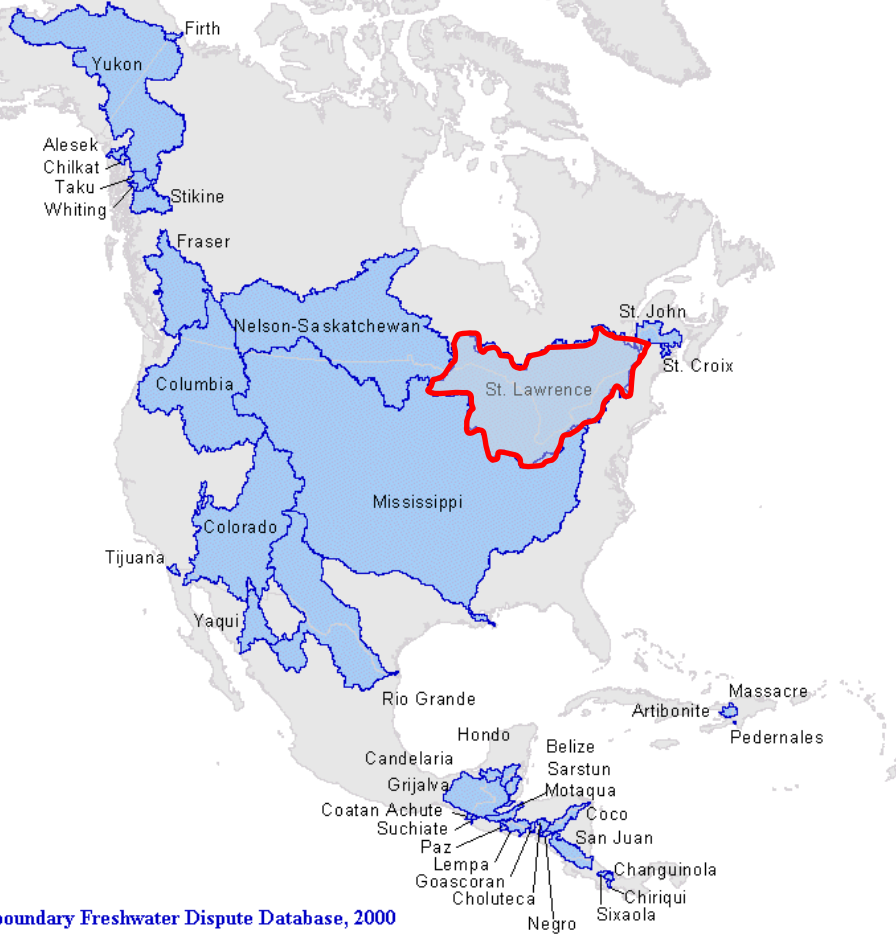 Firth
Yukon
Alesek
Chilkat
Taku
Whiting
Stikine
Fraser
St. John
Nelson-Saskatchewan
St. Croix
Columbia
St. Lawrence
Mississippi
Colorado
Tijuana
Yaqui
Rio Grande
Massacre
Artibonite
Pedernales
Hondo
Belize
Candelaria
Sarstun
Grijalva
Motaqua
Coatan Achute
Coco
Suchiate
San Juan
Paz
Lempa
Changuinola
Goascoran
Choluteca
Chiriqui
Sixaola
Negro
boundary Freshwater Dispute Database, 2000